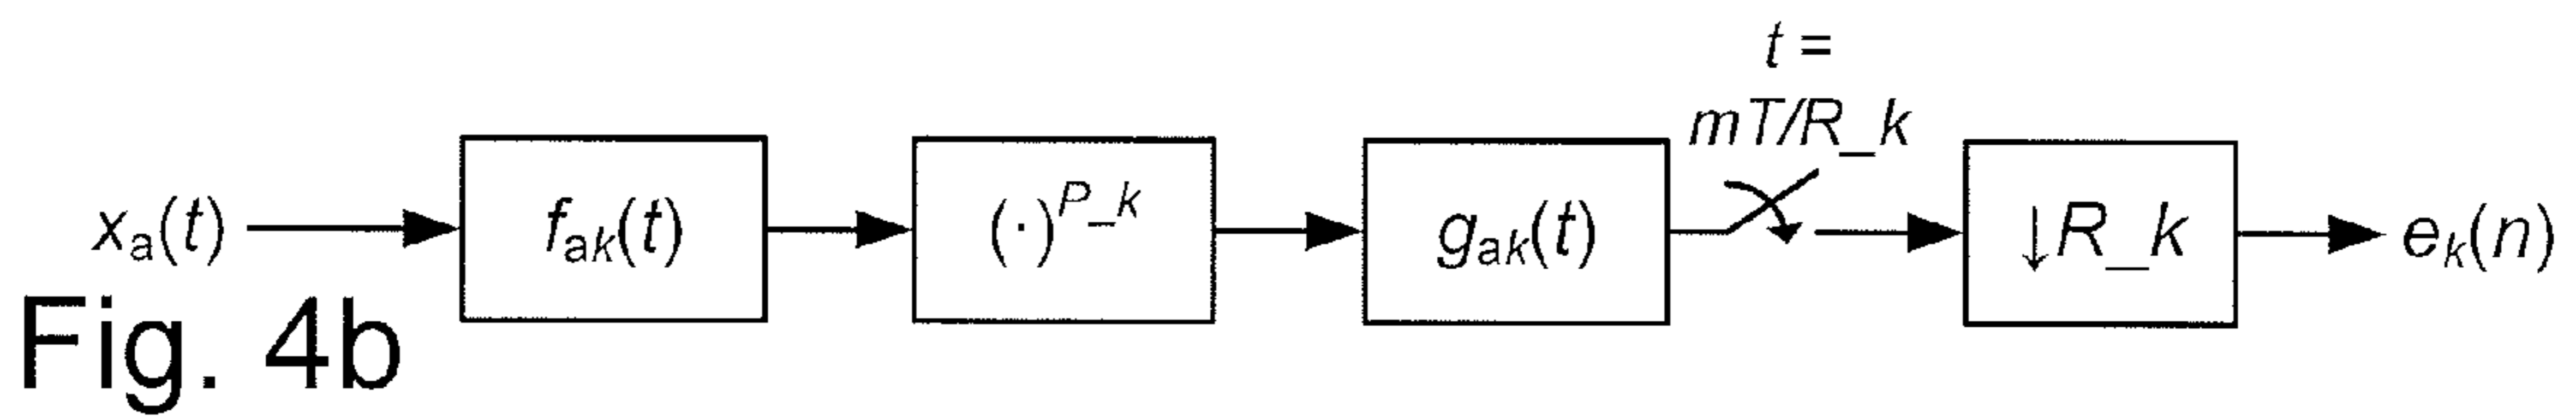 t =
mT/R_k
xₐ(t)
fₐₖ(t)
(·)^P_k
gₐₖ(t)
↓R_k
eₖ(n)
Fig. 4b